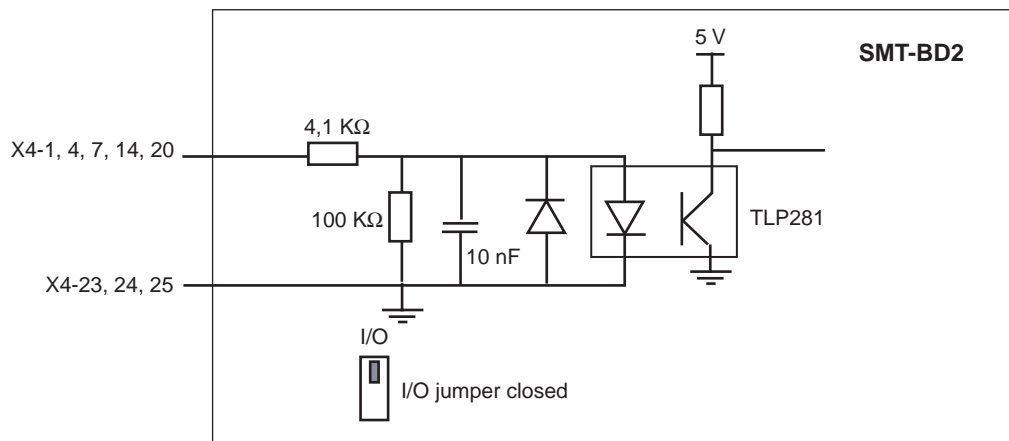 5 V
SMT-BD2
4,1 KΩ
X4-1, 4, 7, 14, 20
100 KΩ
TLP281
10 nF
X4-23, 24, 25
I/O
I/O jumper closed